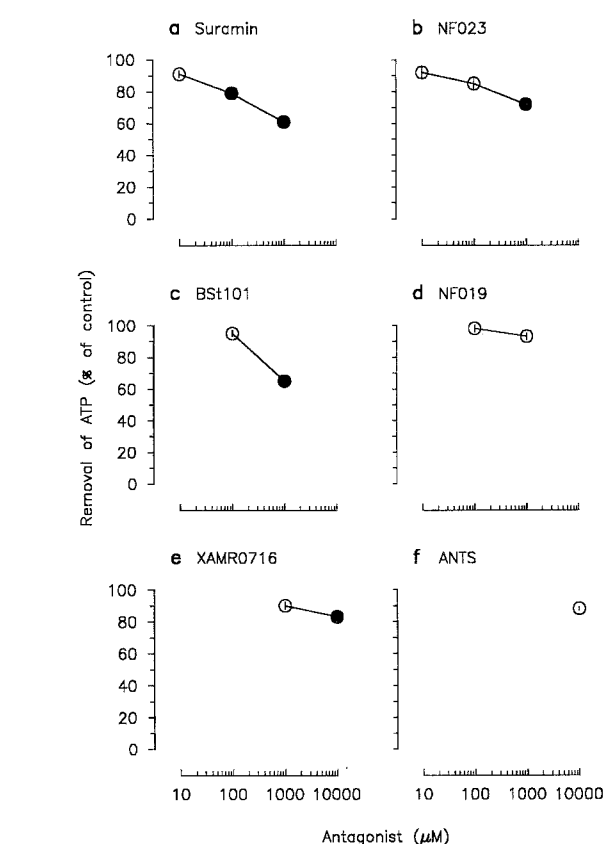 a Suramin
b NF023
100
80
60
40
20
0
c BSt101
d NF019
100
80
60
40
20
0
Removal of ATP (% of control)
e XAMR0716
f ANTS
100
80
60
40
20
0
10 100 1000 10000
10 100 1000 10000
Antagonist (μM)